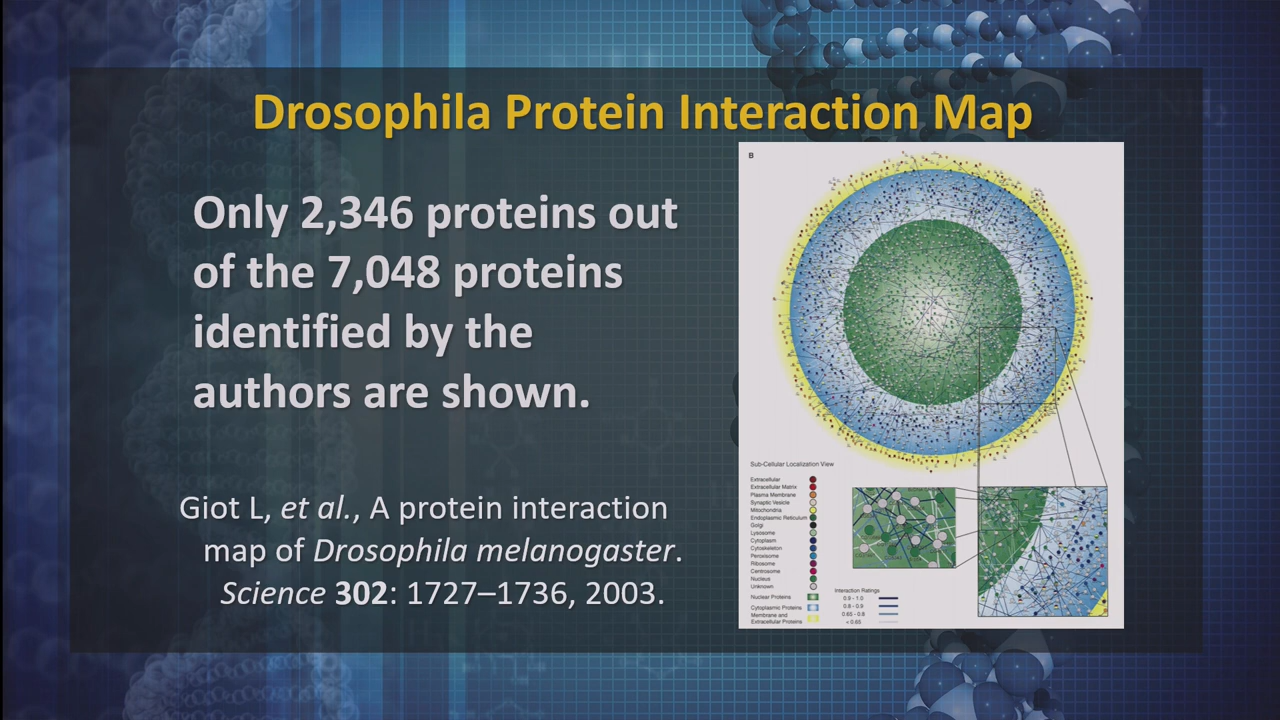 Drosophila Protein Interaction Map
Only 2,346 proteins out
of the 7,048 proteins
identified by the
authors are shown.
Giot L, et al., A protein interaction
map of Drosophila melanogaster.
Science 302: 1727–1736, 2003.
B
Sub-Cellular Localization View
Extracellular
Extracellular Matrix
Plasma Membrane
Synaptic Vesicle
Mitochondria
Endoplasmic Reticulum
Golgi
Lysosome
Cytoplasm
Cytoskeleton
Peroxisome
Ribosome
Centrosome
Nucleus
Unknown
Nuclear Proteins
Cytoplasmic Proteins
Membrane and
Extracellular Proteins
Interaction Ratings
0.9 - 1.0
0.8 - 0.9
0.65 - 0.8
< 0.65